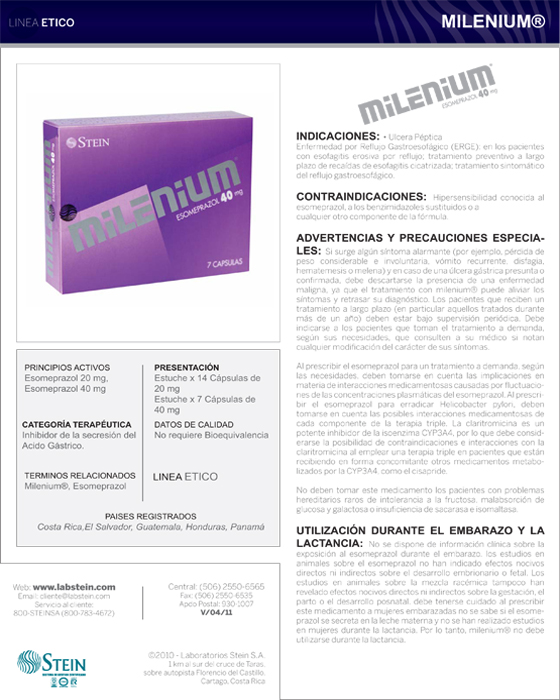 LINEA ETICO
MILENIUM®
STEIN
MILENIUM
ESOMEPRAZOL 40 mg
MILENIUM®
ESOMEPRAZOL 40 mg
7 CAPSULAS
PRINCIPIOS ACTIVOS
Esomeprazol 20 mg,
Esomeprazol 40 mg
CATEGORÍA TERAPÉUTICA
Inhibidor de la secresión del
Acido Gástrico.
TERMINOS RELACIONADOS
Milenium®, Esomeprazol
PRESENTACIÓN
Estuche x 14 Cápsulas de
20 mg
Estuche x 7 Cápsulas de
40 mg
DATOS DE CALIDAD
No requiere Bioequivalencia
LINEA ETICO
PAISES REGISTRADOS
Costa Rica,El Salvador, Guatemala, Honduras, Panamá
Web: www.labstein.com
Email: cliente@labstein.com
Servicio al cliente:
800-STEINSA (800-783-4672)
Central: (506) 2550-6565
Fax: (506) 2550-6535
Apdo Postal: 930-1007
V/04/11
STEIN
©2010 - Laboratorios Stein S.A.
1 km al sur del cruce de Taras,
sobre autopista Florencio del Castillo.
Cartago, Costa Rica
MILENIUM®
ESOMEPRAZOL 40 mg
INDICACIONES: • Ulcera Péptica
Enfermedad por Reflujo Gastroesofágico (ERGE): en los pacientes
con esofagitis erosiva por reflujo; tratamiento preventivo a largo
plazo de recaídas de esofagitis cicatrizada; tratamiento sintomático
del reflujo gastroesofágico.
CONTRAINDICACIONES: Hipersensibilidad conocida al
esomeprazol, a los benzimidazoles sustituidos o a
cualquier otro componente de la fórmula.
ADVERTENCIAS Y PRECAUCIONES ESPECIA-
LES: Si surge algún síntoma alarmante (por ejemplo, pérdida de
peso considerable e involuntaria, vómito recurrente, disfagia,
hematemesis o melena) y en caso de una úlcera gástrica presunta o
confirmada, debe descartarse la presencia de una enfermedad
maligna, ya que el tratamiento con milenium® puede aliviar los
síntomas y retrasar su diagnóstico. Los pacientes que reciben un
tratamiento a largo plazo (en particular aquellos tratados durante
más de un año) deben estar bajo supervisión periódica. Debe
indicarse a los pacientes que toman el tratamiento a demanda,
según sus necesidades, que consulten a su médico si notan
cualquier modificación del carácter de sus síntomas.
Al prescribir el esomeprazol para un tratamiento a demanda, según
las necesidades, deben tomarse en cuenta las implicaciones en
materia de interacciones medicamentosas causadas por fluctuacio-
nes de las concentraciones plasmáticas del esomeprazol. Al prescri-
bir el esomeprazol para erradicar Helicobacter pylori, deben
tomarse en cuenta las posibles interacciones medicamentosas de
cada componente de la terapia triple. La claritromicina es un
potente inhibidor de la isoenzima CYP3A4, por lo que debe consid-
erarse la posibilidad de contraindicaciones e interacciones con la
claritromicina al emplear una terapia triple en pacientes que están
recibiendo en forma concomitante otros medicamentos metabo-
lizados por la CYP3A4, como el cisapride.
No deben tomar este medicamento los pacientes con problemas
hereditarios raros de intolerancia a la fructosa, malabsorción de
glucosa y galactosa o insuficiencia de sacarasa e isomaltasa.
UTILIZACIÓN DURANTE EL EMBARAZO Y LA
LACTANCIA: No se dispone de información clínica sobre la
exposición al esomeprazol durante el embarazo. los estudios en
animales sobre el esomeprazol no han indicado efectos nocivos
directos ni indirectos sobre el desarrollo embrionario o fetal. Los
estudios en animales sobre la mezcla racémica tampoco han
revelado efectos nocivos directos ni indirectos sobre la gestación, el
parto o el desarrollo posnatal. debe tenerse cuidado al prescribir
este medicamento a mujeres embarazadas no se sabe si el esome-
prazol se secreta en la leche materna y no se han realizado estudios
en mujeres durante la lactancia. Por lo tanto, milenium® no debe
utilizarse durante la lactancia.